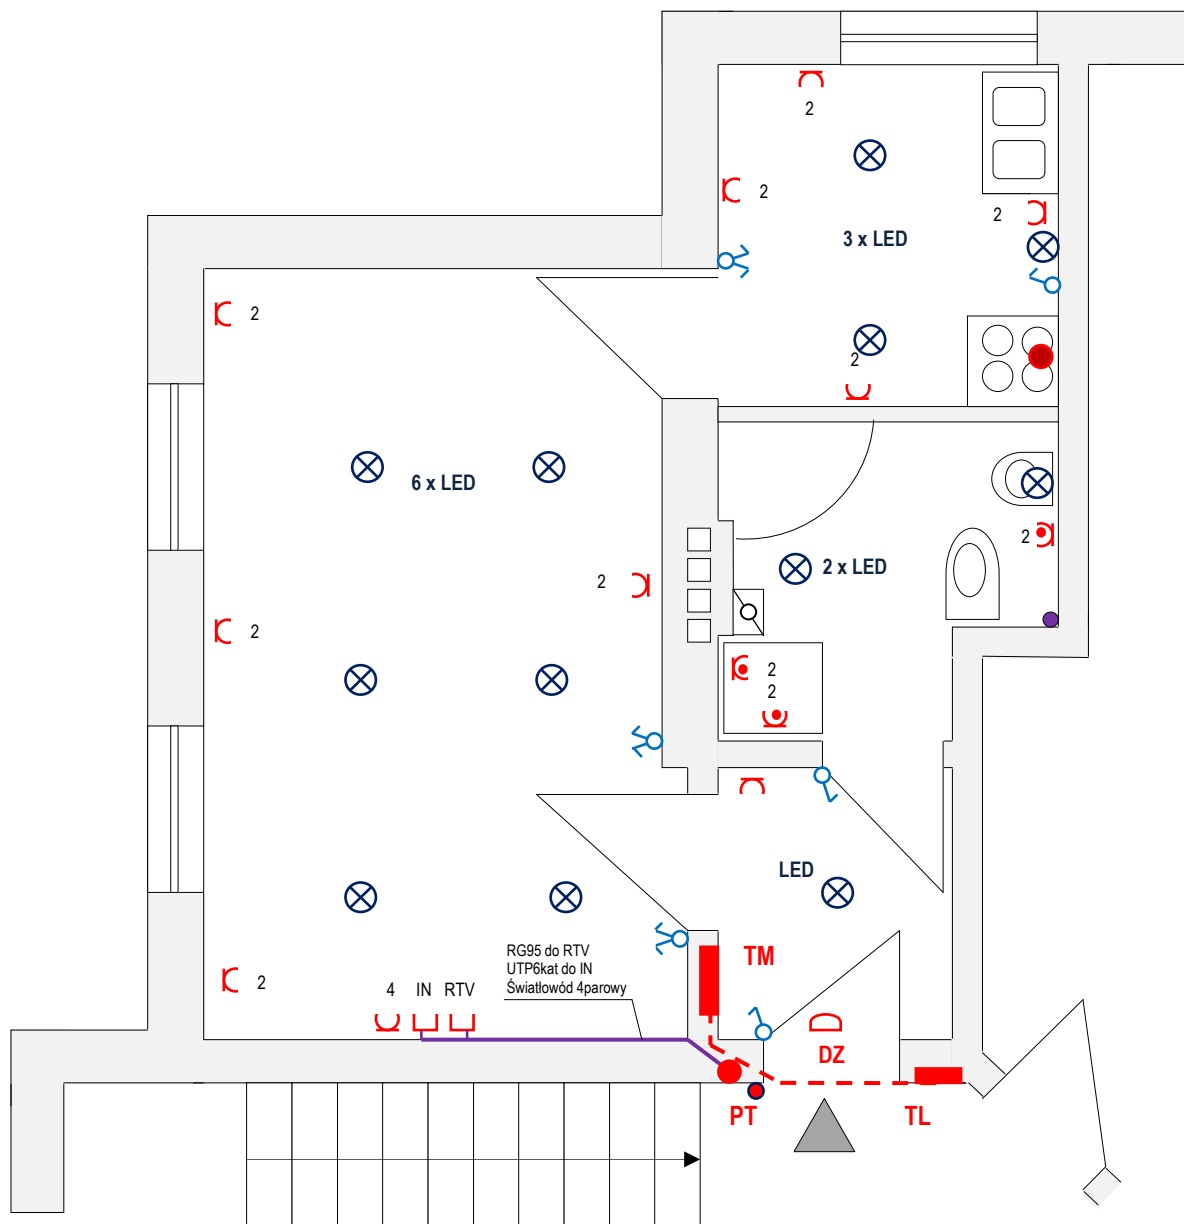 2
2
2
3 x LED
2
2
2
6 x LED
2
2 x LED
2
2
2
2
LED
RG95 do RTV
UTP6kat do IN
Światłowód 4parowy
TM
2
4
IN
RTV
DZ
PT
TL